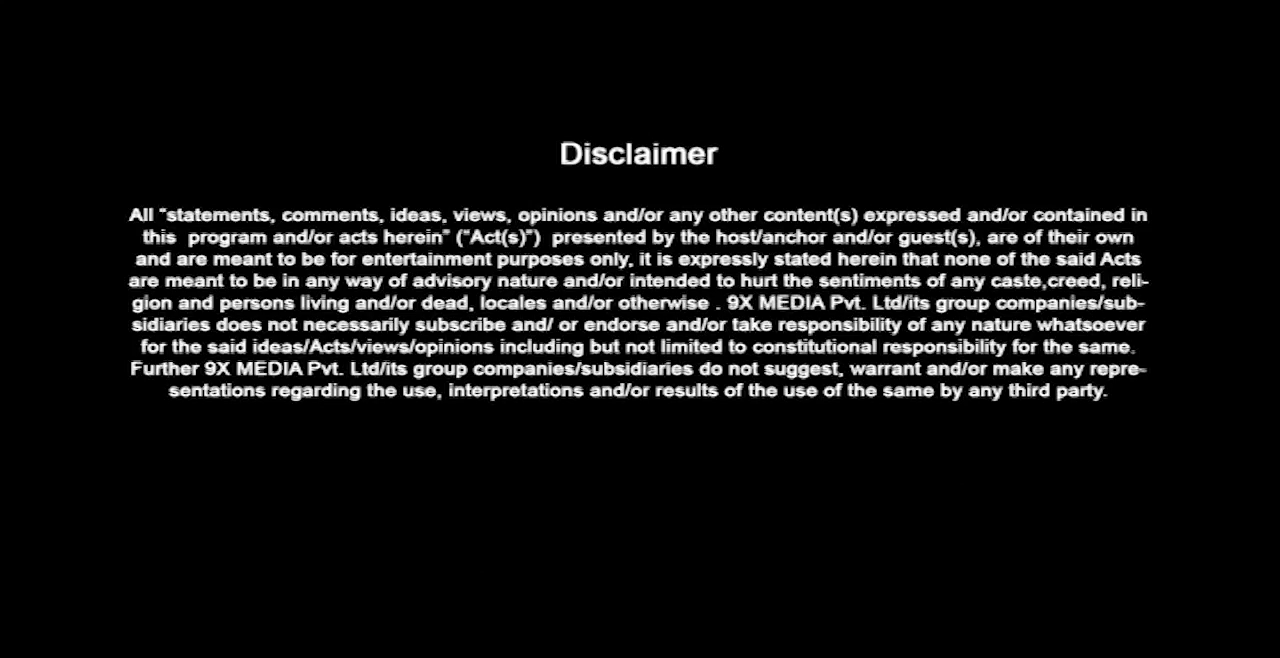 Disclaimer
All "statements, comments, ideas, views, opinions and/or any other content(s) expressed and/or contained in
this  program and/or acts herein" ("Act(s)")  presented by the host/anchor and/or guest(s), are of their own
and are meant to be for entertainment purposes only, it is expressly stated herein that none of the said Acts
are meant to be in any way of advisory nature and/or intended to hurt the sentiments of any caste,creed, reli-
gion and persons living and/or dead, locales and/or otherwise . 9X MEDIA Pvt. Ltd/its group companies/sub-
sidiaries does not necessarily subscribe and/ or endorse and/or take responsibility of any nature whatsoever
for the said ideas/Acts/views/opinions including but not limited to constitutional responsibility for the same.
Further 9X MEDIA Pvt. Ltd/its group companies/subsidiaries do not suggest, warrant and/or make any repre-
sentations regarding the use, interpretations and/or results of the use of the same by any third party.